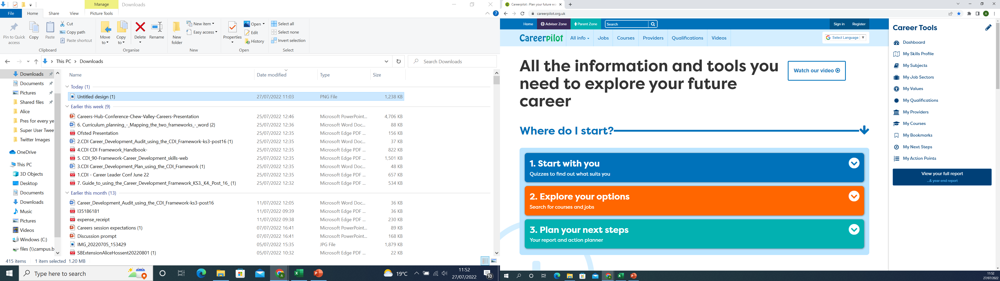 Manage
Downloads
File
Home
Share
View
Picture Tools
Pin to Quick
access
Copy
Paste
Cut
Copy path
Paste shortcut
Clipboard
Move
to
Copy
to
Delete
Rename
Organise
New
folder
New item
Easy access
New
Properties
Open
Edit
History
Open
Select all
Select none
Invert selection
Select
This PC
Downloads
Search Downloads
Downloads
Documents
Pictures
Shared files
Alice
Pres for every ye
Super User Twee
Twitter Images
OneDrive
This PC
3D Objects
Desktop
Documents
Downloads
Music
Pictures
Videos
Windows (C:)
files (\\campus.b
Name Date modified Type Size
Today (1)
Untitled design (1) 27/07/2022 11:03 PNG File 1,238 KB
Earlier this week (9)
Careers-Hub-Conference-Chew-Valley-Careers-Presentation 25/07/2022 12:46 Microsoft PowerPoint... 4,706 KB
6. Curriculum_planning_-_Mapping_the_two_frameworks_-_word (2) 25/07/2022 12:36 Microsoft Word Doc... 88 KB
Ofsted Presentation 25/07/2022 12:35 Microsoft Edge PDF ... 156 KB
2.CDI Career_Development_Audit_using_the_CDI_Framework-ks3-post16 (1) 25/07/2022 12:35 Microsoft Word Doc... 37 KB
4.CDI CDI Framework_Handbook- 25/07/2022 12:35 Microsoft Edge PDF ... 822 KB
5. CDI_90-Framework-Career_Development_skills-web 25/07/2022 12:35 Microsoft Edge PDF ... 1,501 KB
3.CDI Career_Development_Plan_using_the_CDI_Framework (1) 25/07/2022 12:35 Microsoft Word Doc... 48 KB
1.CDI - Career Leader Conf June 22 25/07/2022 12:35 Microsoft Edge PDF ... 657 KB
7. Guide_to_using_the_Career_Development_Framework_KS3,_K4,_Post_16_ (1) 25/07/2022 12:32 Microsoft Edge PDF ... 534 KB
Earlier this month (13)
Career_Development_Audit_using_the_CDI_Framework-ks3-post16 11/07/2022 12:05 Microsoft Word Doc... 36 KB
I35186181 11/07/2022 09:39 Microsoft Edge PDF ... 36 KB
expense_receipt 11/07/2022 09:38 Microsoft Edge PDF ... 230 KB
Careers session expectations (1) 07/07/2022 16:41 Microsoft PowerPoint... 89 KB
Discussion prompt 07/07/2022 16:41 Microsoft PowerPoint... 168 KB
IMG_20220705_153429 05/07/2022 15:35 JPG File 1,879 KB
SBExtensionAliceHossent20220801 (1) 05/07/2022 10:32 Microsoft Edge PDF ... 22 KB
415 items 1 item selected 1.20 MB
Type here to search
19°C
11:52
27/07/2022
10
Careerpilot : Plan your future wo
careerpilot.org.uk
A
Home
Adviser Zone
Parent Zone
Search
Sign in
Register
Careerpilot
All info
Jobs
Courses
Providers
Qualifications
Videos
Select Language
All the information and tools you
need to explore your future
career
Watch our video
Where do I start?
1. Start with you
Quizzes to find out what suits you
2. Explore your options
Search for courses and jobs
3. Plan your next steps
Your report and action planner
Career Tools
Dashboard
My Skills Profile
My Subjects
My Job Sectors
My Values
My Qualifications
My Providers
My Courses
My Bookmarks
My Next Steps
My Action Points
View your full report
...& year-end report
11:52
27/07/2022